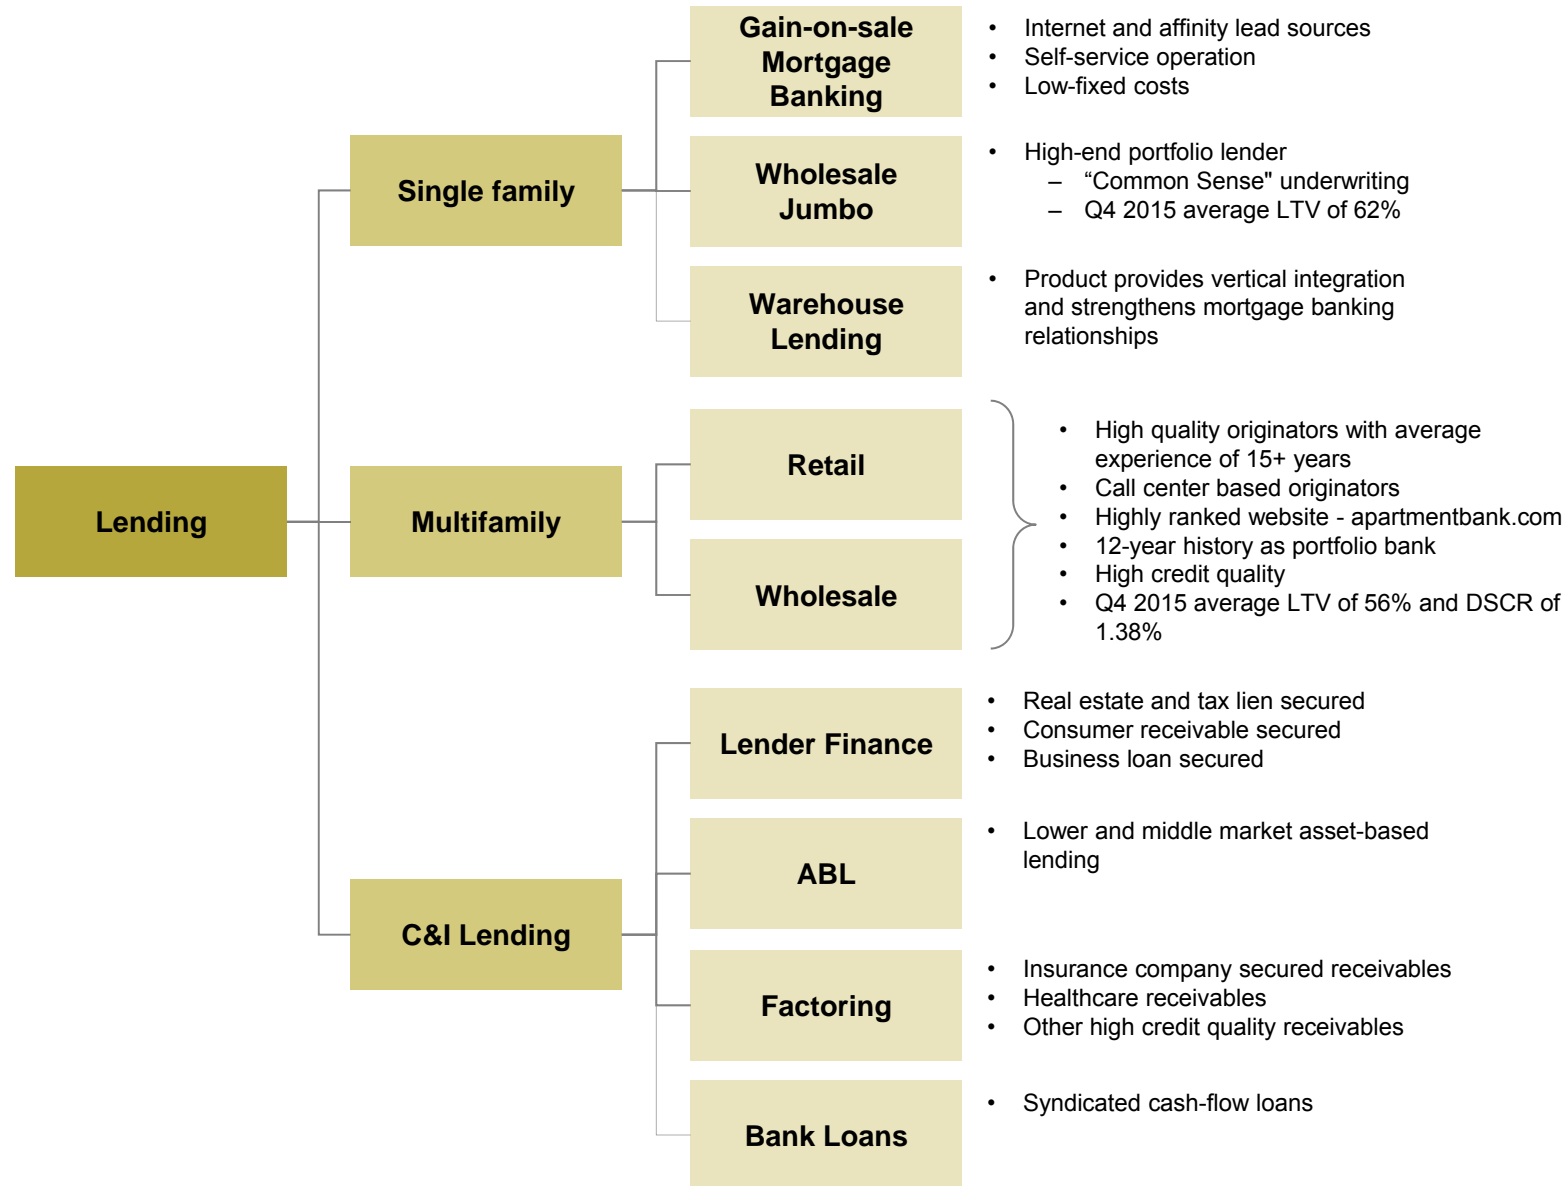 Gain-on-sale
Mortgage
Banking
• Internet and affinity lead sources
• Self-service operation
• Low-fixed costs
Single family
Wholesale
Jumbo
• High-end portfolio lender
– “Common Sense" underwriting
– Q4 2015 average LTV of 62%
Warehouse
Lending
• Product provides vertical integration
and strengthens mortgage banking
relationships
Lending
Multifamily
Retail
Wholesale
• High quality originators with average
experience of 15+ years
• Call center based originators
• Highly ranked website - apartmentbank.com
• 12-year history as portfolio bank
• High credit quality
• Q4 2015 average LTV of 56% and DSCR of
1.38%
C&I Lending
Lender Finance
• Real estate and tax lien secured
• Consumer receivable secured
• Business loan secured
ABL
• Lower and middle market asset-based
lending
Factoring
• Insurance company secured receivables
• Healthcare receivables
• Other high credit quality receivables
Bank Loans
• Syndicated cash-flow loans